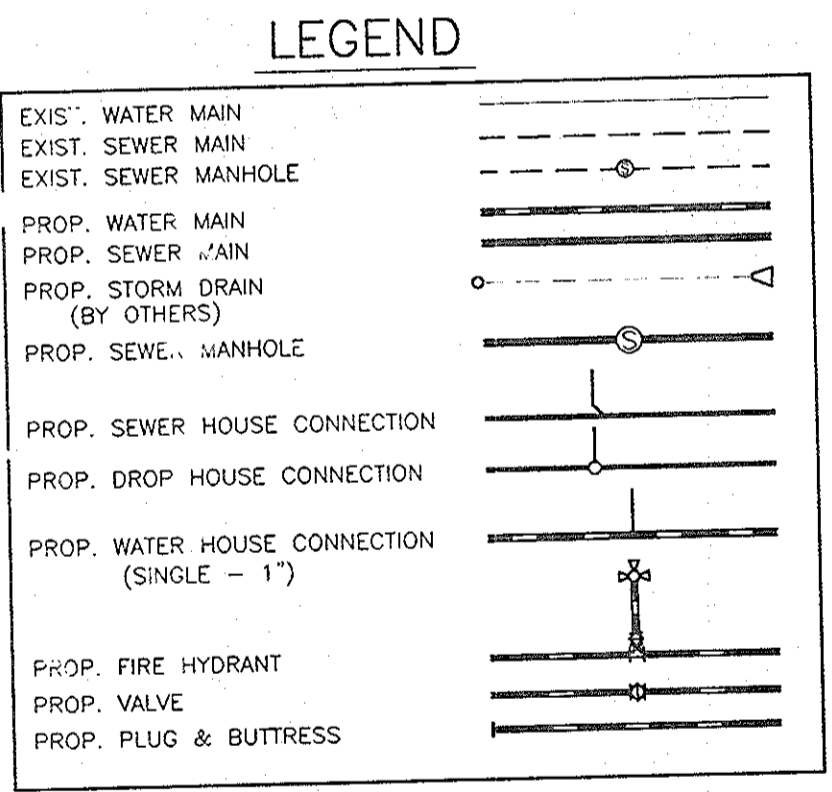 LEGEND
EXIST. WATER MAIN
EXIST. SEWER MAIN
EXIST. SEWER MANHOLE
S
PROP. WATER MAIN
PROP. SEWER MAIN
PROP. STORM DRAIN
(BY OTHERS)
PROP. SEWER MANHOLE
S
PROP. SEWER HOUSE CONNECTION
PROP. DROP HOUSE CONNECTION
PROP. WATER HOUSE CONNECTION
(SINGLE – 1")
PROP. FIRE HYDRANT
PROP. VALVE
PROP. PLUG & BUTTRESS